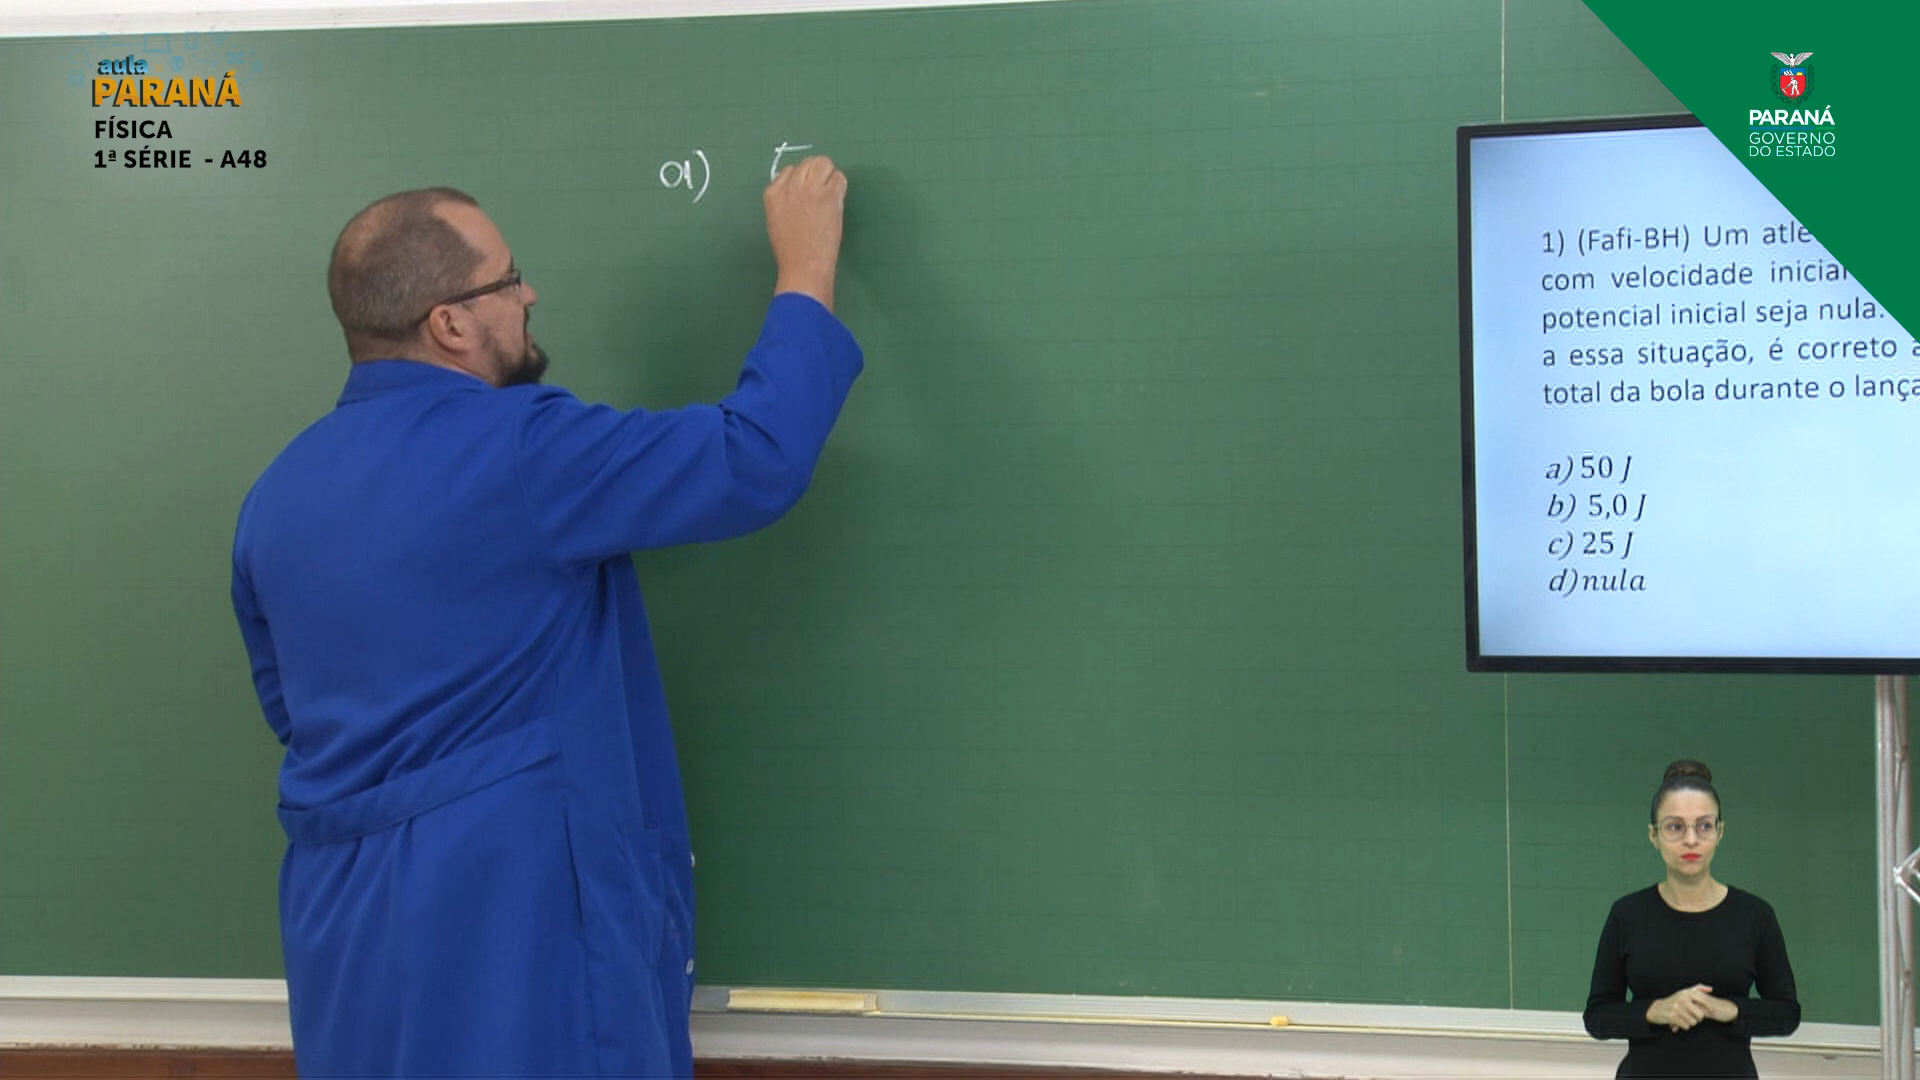 aula
PARANÁ
FÍSICA
1ª SÉRIE - A48
01) E
PARANÁ
GOVERNO
DO ESTADO
1) (Fafi-BH) Um atle
com velocidade inicial
potencial inicial seja nula.
a essa situação, é correto a
total da bola durante o lança
a) 50 J
b) 5,0 J
c) 25 J
d) nula